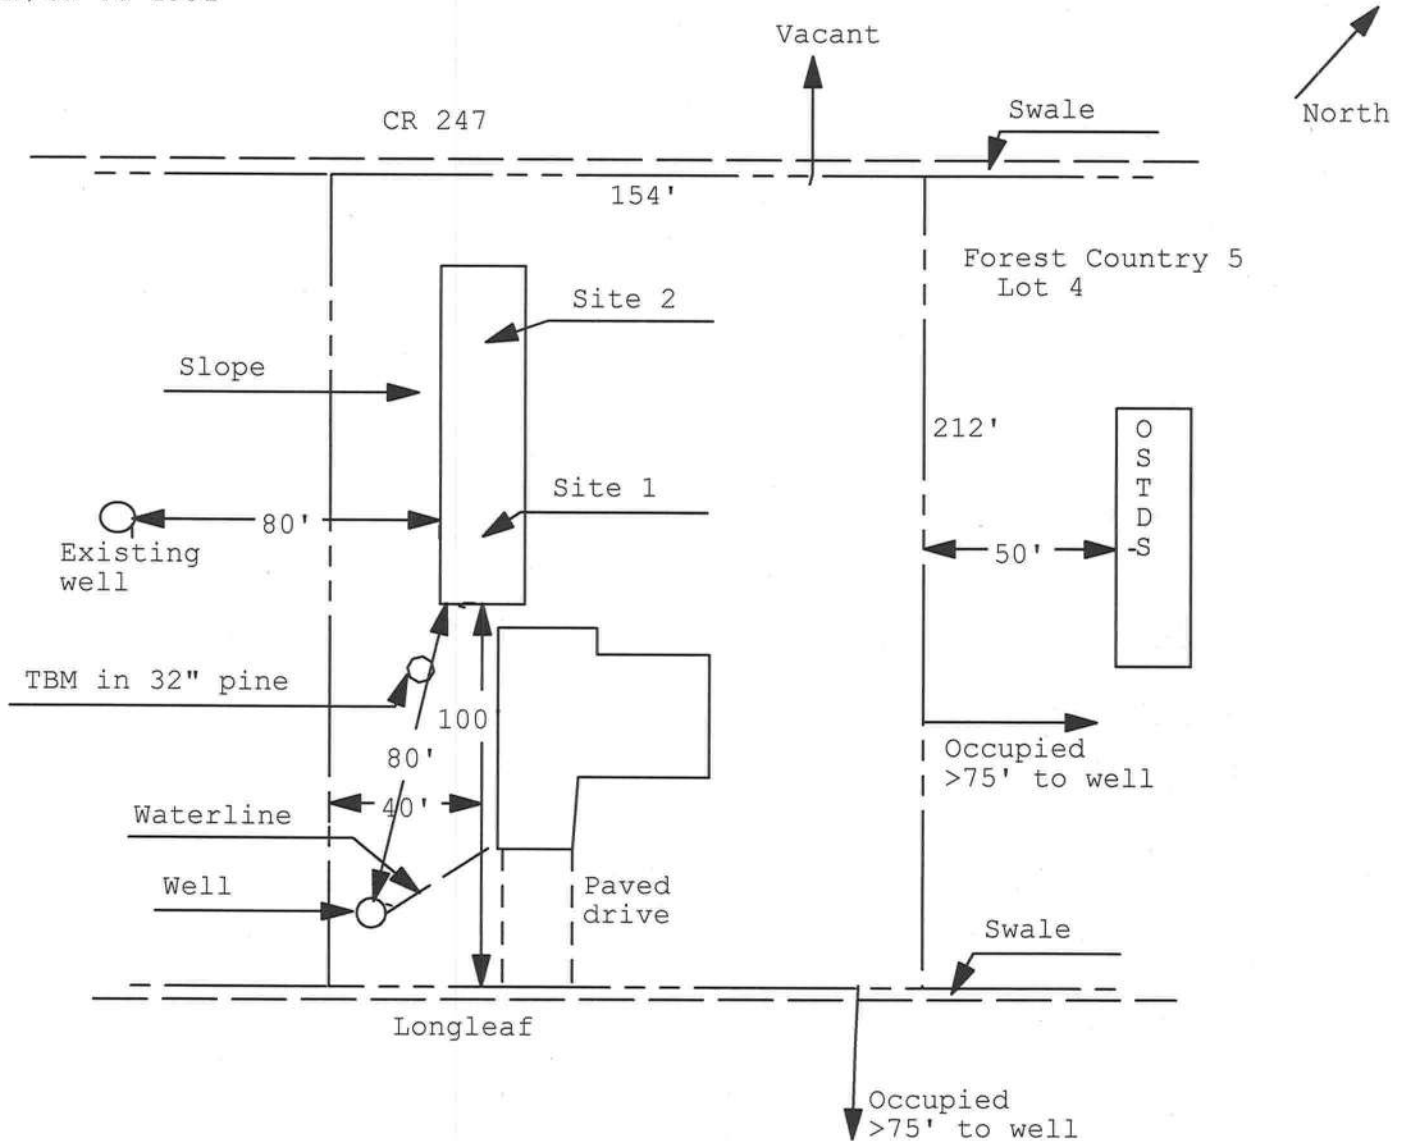 Vacant
North
Swale
CR 247
154'
Forest Country 5
Lot 4
Site 2
Slope
212'
OSTDS
Site 1
80'
50'
Existing
well
TBM in 32" pine
100
80'
Occupied
>75' to well
40'
Waterline
Well
Paved
drive
Swale
Longleaf
Occupied
>75' to well